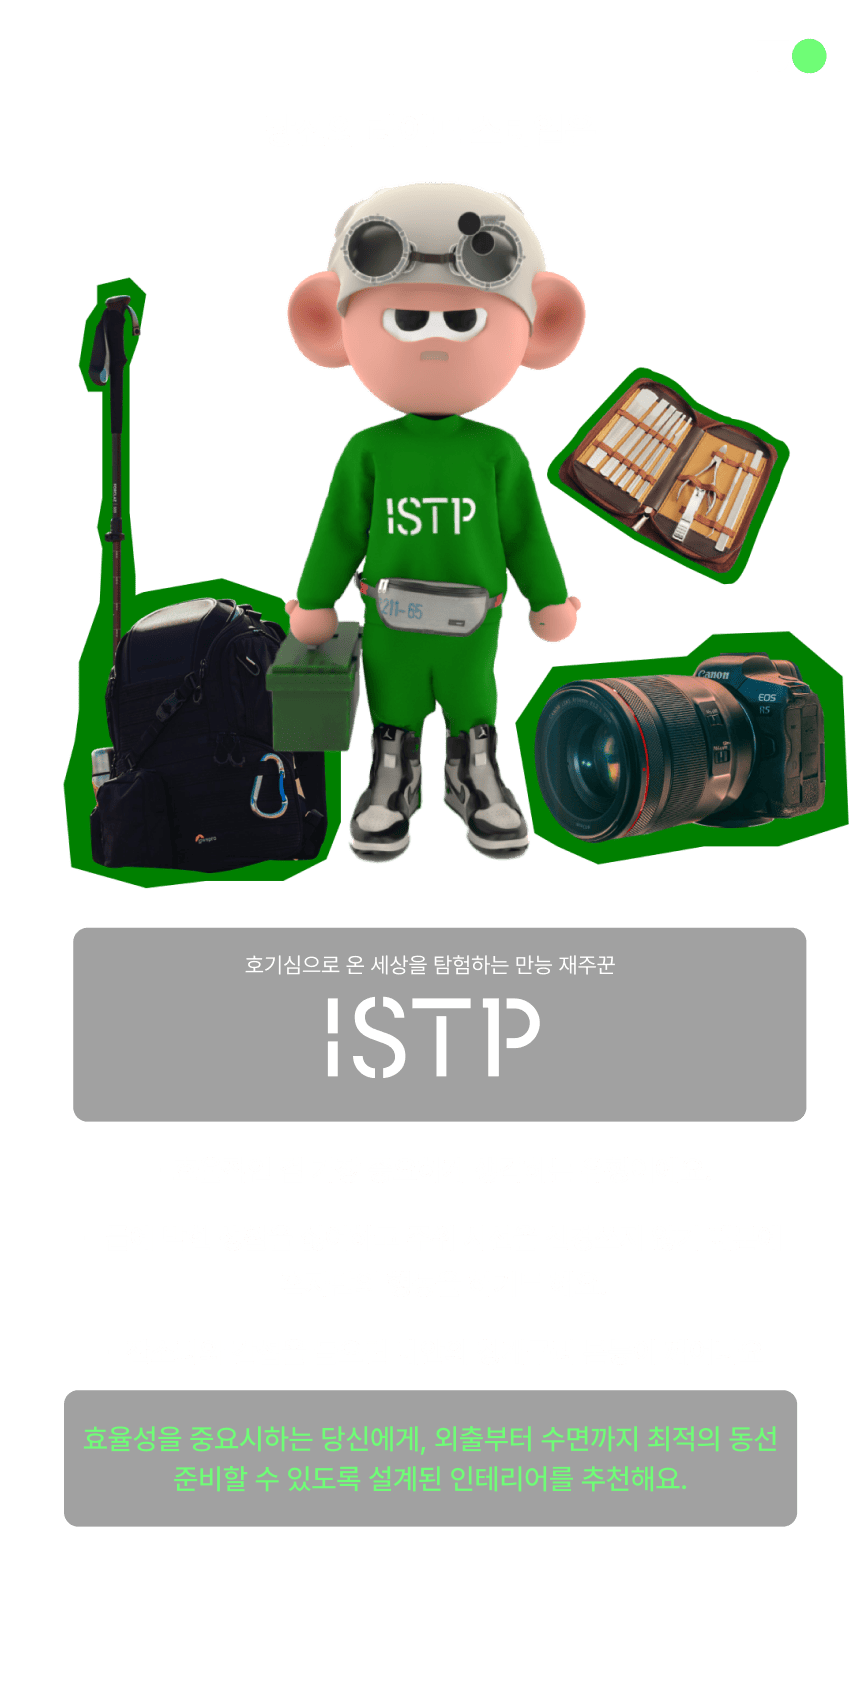 ISTP
211-65
Canon
EOS
R5
호기심으로 온 세상을 탐험하는 만능 재주꾼
ISTP
효율성을 중요시하는 당신에게, 외출부터 수면까지 최적의 동선
준비할 수 있도록 설계된 인테리어를 추천해요.